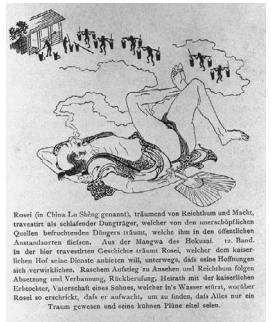 Rosei (in China Lu Shêng genannt), träumend von Reichthum und Macht,
travestirt als schlafender Dungträger, welcher von den unerschöpflichen
Quellen befruchtenden Düngers träumt, welche ihm in den öffentlichen
Anstandsorten fliefsen. Aus der Mangwa des Hokusai. 12. Band.
In der hier travestirten Geschichte träumt Rosei, welcher dem kaiser-
lichen Hof seine Dienste anbieten will, unterwegs, dafs seine Hoffnungen
sich verwirklichen. Raschem Aufstieg zu Ansehen und Reichthum folgen
Absetzung und Verbannung, Rückberufung, Heirath mit der kaiserlichen
Erbtochter, Vaterschaft eines Sohnes, welcher in's Wasser stürzt, worüber
Rosei so erschrickt, dafs er aufwacht, um zu finden, dafs Alles nur ein
Traum gewesen und seine kühnen Pläne eitel seien.